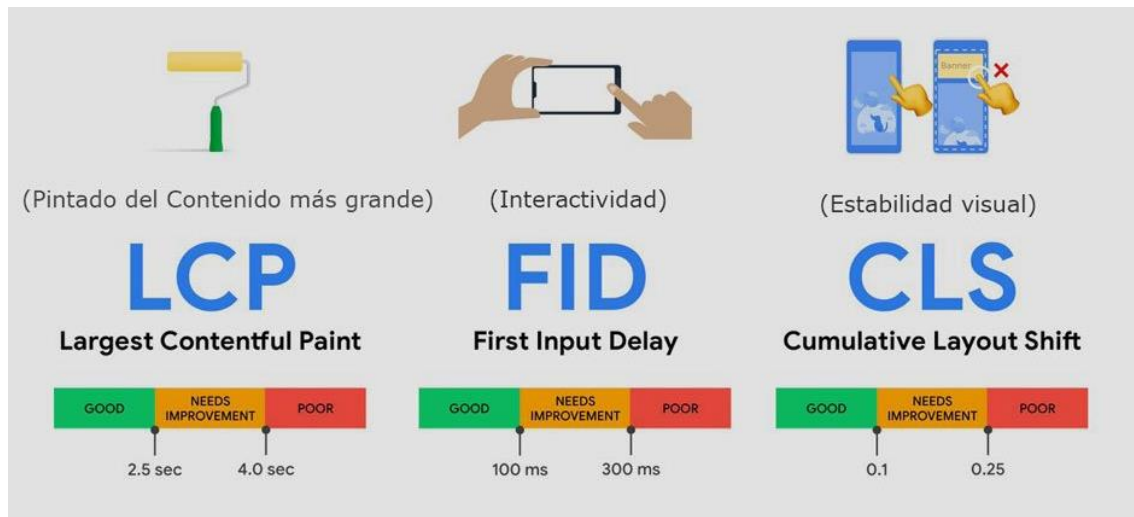 Banner
(Pintado del Contenido más grande)
LCP
Largest Contentful Paint
GOOD
NEEDS
IMPROVEMENT
POOR
2.5 sec
4.0 sec
(Interactividad)
FID
First Input Delay
GOOD
NEEDS
IMPROVEMENT
POOR
100 ms
300 ms
(Estabilidad visual)
CLS
Cumulative Layout Shift
GOOD
NEEDS
IMPROVEMENT
POOR
0.1
0.25